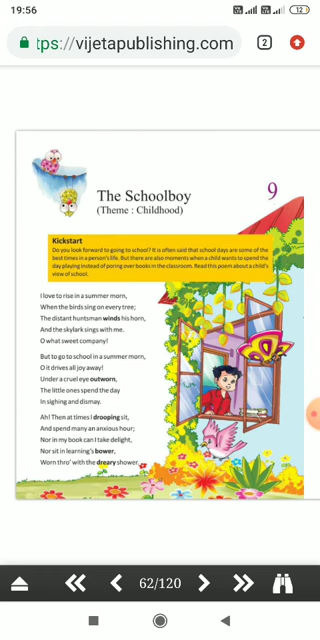 19:56
12
tps://vijetapublishing.com
2
The Schoolboy
9
(Theme : Childhood)
Kickstart
Do you look forward to going to school? It is often said that school days are some of the
best times in a person's life. But there are also moments when a child wants to spend the
day playing instead of poring over books in the classroom. Read this poem about a child's
view of school.
I love to rise in a summer morn,
When the birds sing on every tree;
The distant huntsman winds his horn,
And the skylark sings with me.
O what sweet company!
But to go to school in a summer morn,
O it drives all joy away!
Under a cruel eye outworn,
The little ones spend the day
In sighing and dismay.
Ah! Then at times I drooping sit,
And spend many an anxious hour;
Nor in my book can I take delight,
Nor sit in learning's bower,
Worn thro' with the dreary shower.
62/120